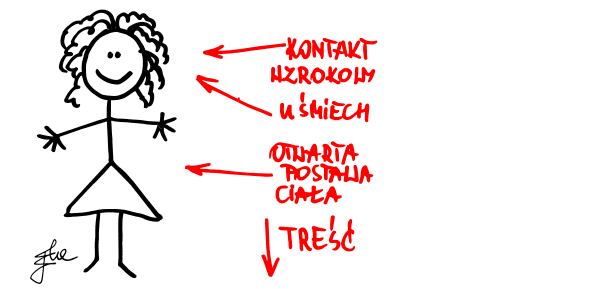 KONTAKT
WZROKOWY
UŚMIECH
OTWARTA
POSTAWA
CIAŁA
TREŚĆ